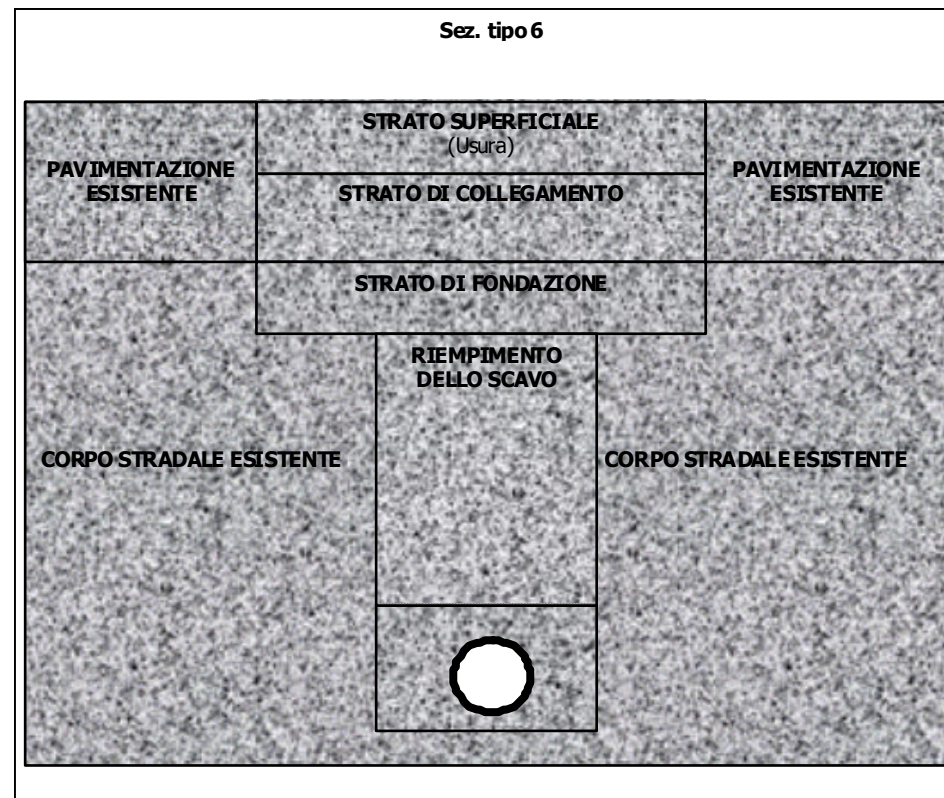 Sez. tipo 6
STRATO SUPERFICIALE
(Usura)
PAVIMENTAZIONE
ESISTENTE
PAVIMENTAZIONE
ESISTENTE
STRATO DI COLLEGAMENTO
STRATO DI FONDAZIONE
RIEMPIMENTO
DELLO SCAVO
CORPO STRADALE ESISTENTE
CORPO STRADALE ESISTENTE